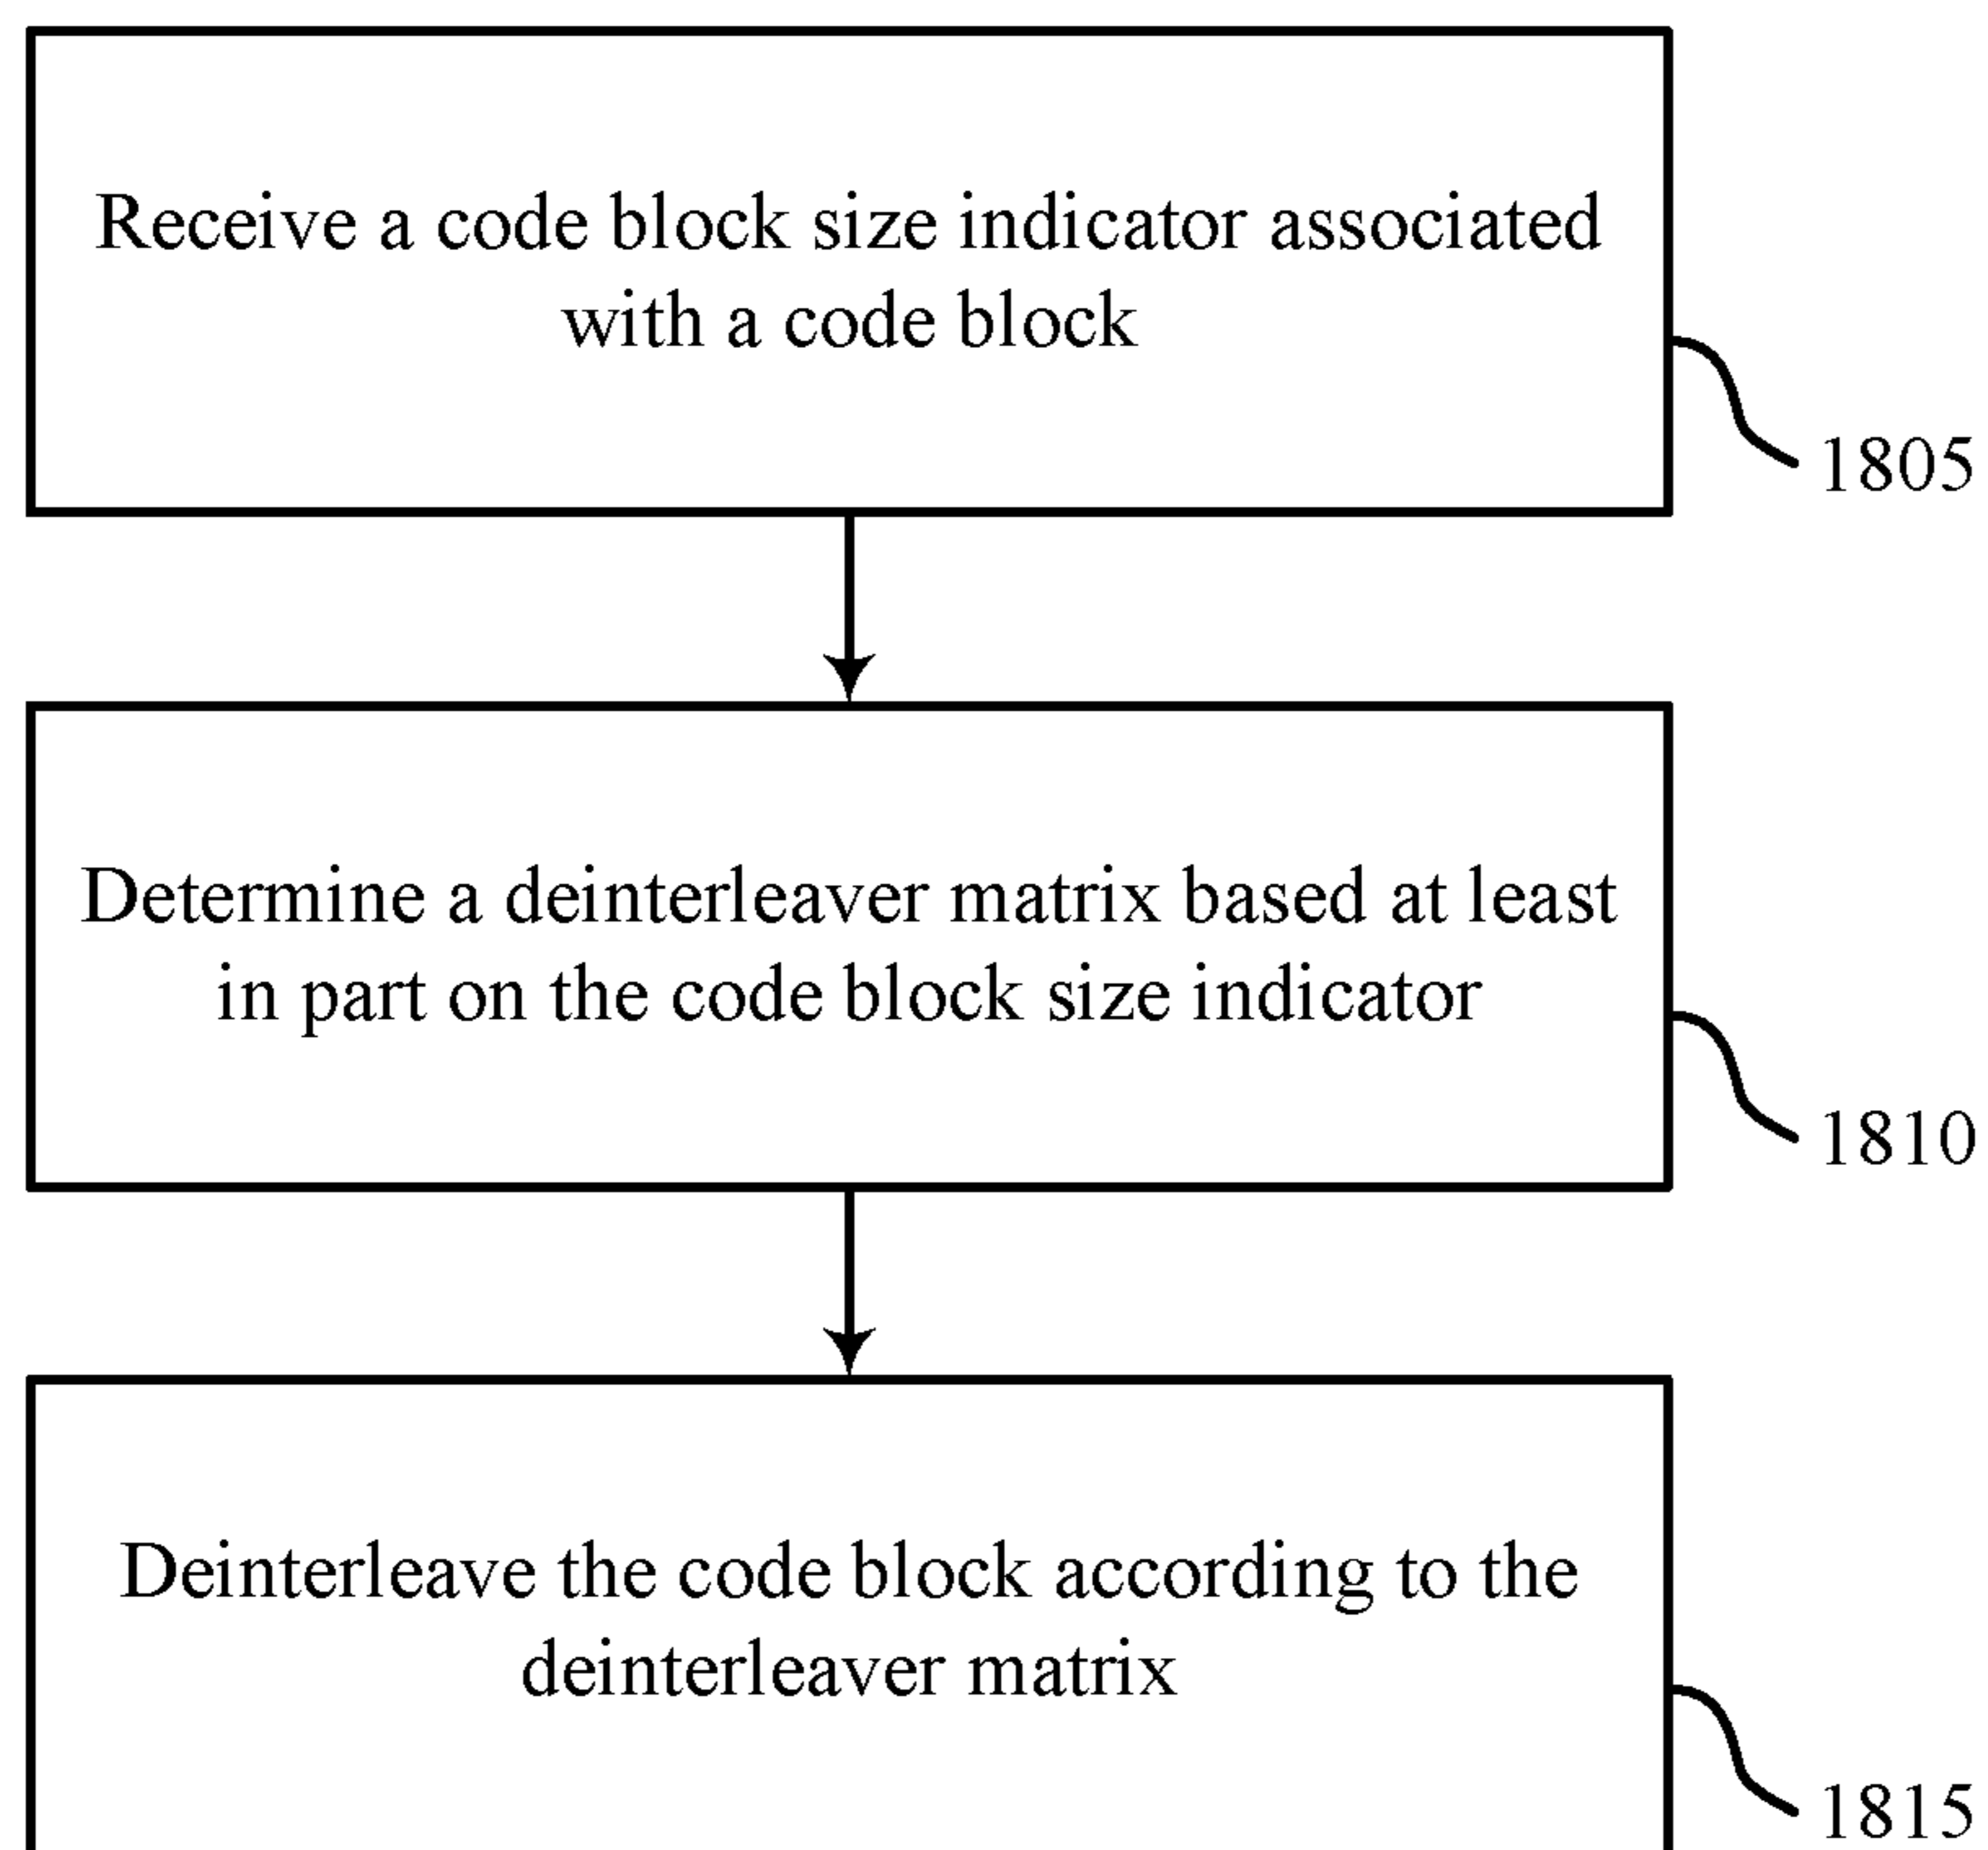 Receive a code block size indicator associated
with a code block
1805
Determine a deinterleaver matrix based at least
in part on the code block size indicator
1810
Deinterleave the code block according to the
deinterleaver matrix
1815